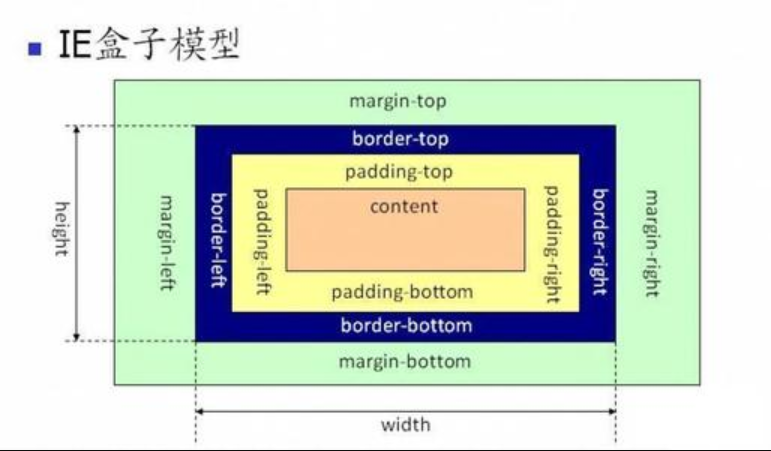 IE盒子模型
margin-top
border-top
padding-top
content
height
margin-left
border-left
padding-left
padding-right
border-right
margin-right
padding-bottom
border-bottom
margin-bottom
width